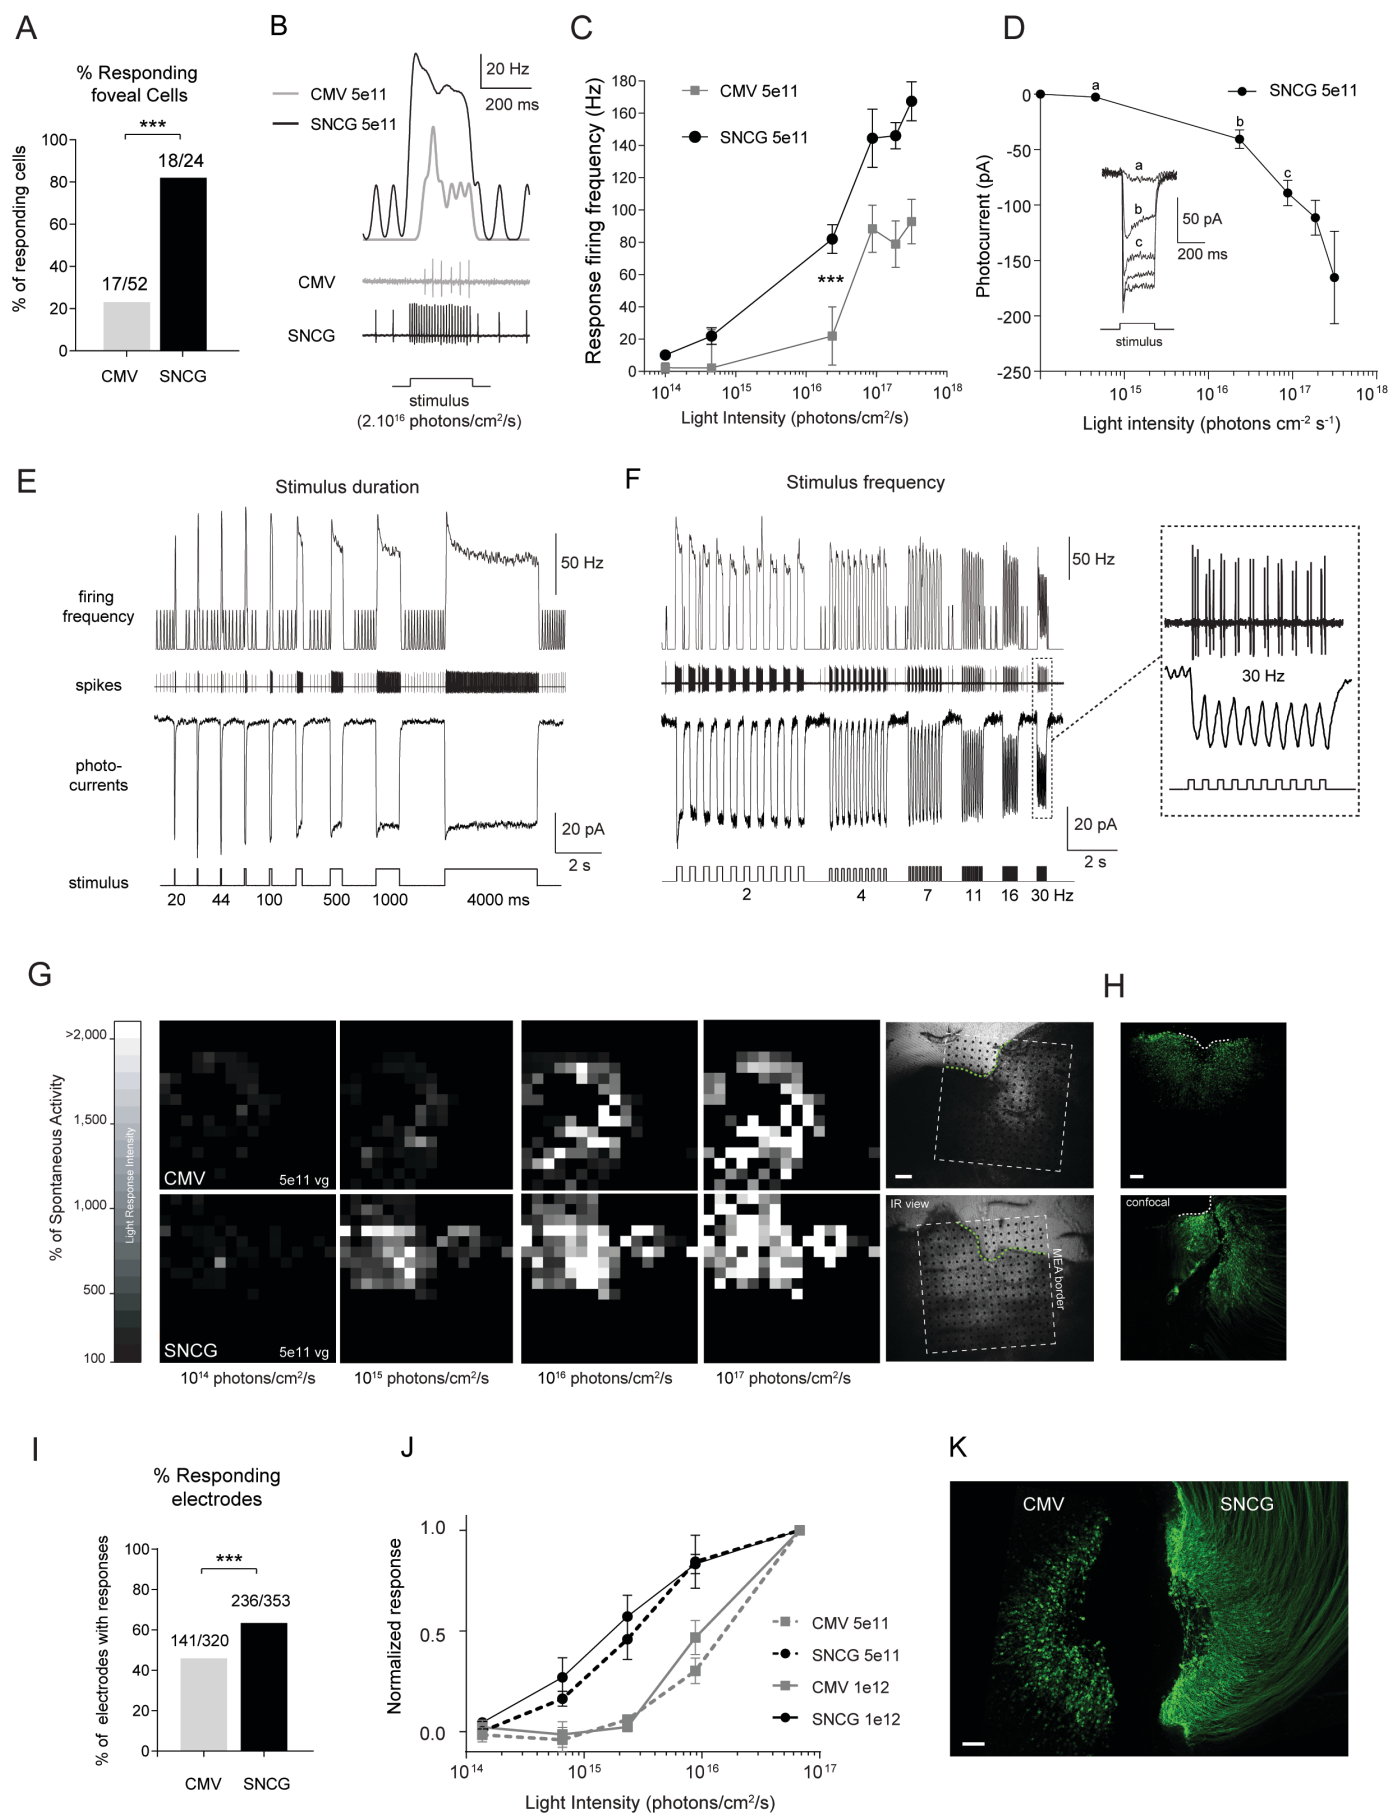 A
% Responding
foveal Cells
% of responding cells
100
80
60
40
20
0
***
17/52
18/24
CMV
SNCG
B
CMV 5e11
SNCG 5e11
20 Hz
200 ms
CMV
SNCG
stimulus
(2.10¹⁶ photons/cm²/s)
C
Response firing frequency (Hz)
180
160
140
120
100
80
60
40
20
0
CMV 5e11
SNCG 5e11
***
10¹⁴
10¹⁵
10¹⁶
10¹⁷
10¹⁸
Light Intensity (photons/cm²/s)
D
Photocurrent (pA)
0
-50
-100
-150
-200
-250
a
b
c
SNCG 5e11
a
b
c
50 pA
200 ms
stimulus
10¹⁵
10¹⁶
10¹⁷
10¹⁸
Light intensity (photons cm⁻² s⁻¹)
E
Stimulus duration
firing
frequency
50 Hz
spikes
photo-
currents
20 pA
2 s
stimulus
20
44
100
500
1000
4000 ms
F
Stimulus frequency
50 Hz
20 pA
2 s
2
4
7
11
16
30 Hz
30 Hz
G
% of Spontaneous Activity
>2,000
1,500
1,000
500
100
Light Response Intensity
CMV
5e11 vg
SNCG
5e11 vg
10¹⁴ photons/cm²/s
10¹⁵ photons/cm²/s
10¹⁶ photons/cm²/s
10¹⁷ photons/cm²/s
IR view
MEA border
H
confocal
I
% Responding
electrodes
% of electrodes with responses
100
80
60
40
20
0
***
141/320
236/353
CMV
SNCG
J
Normalized response
1.0
0.5
0.0
CMV 5e11
SNCG 5e11
CMV 1e12
SNCG 1e12
10¹⁴
10¹⁵
10¹⁶
10¹⁷
Light Intensity (photons/cm²/s)
K
CMV
SNCG